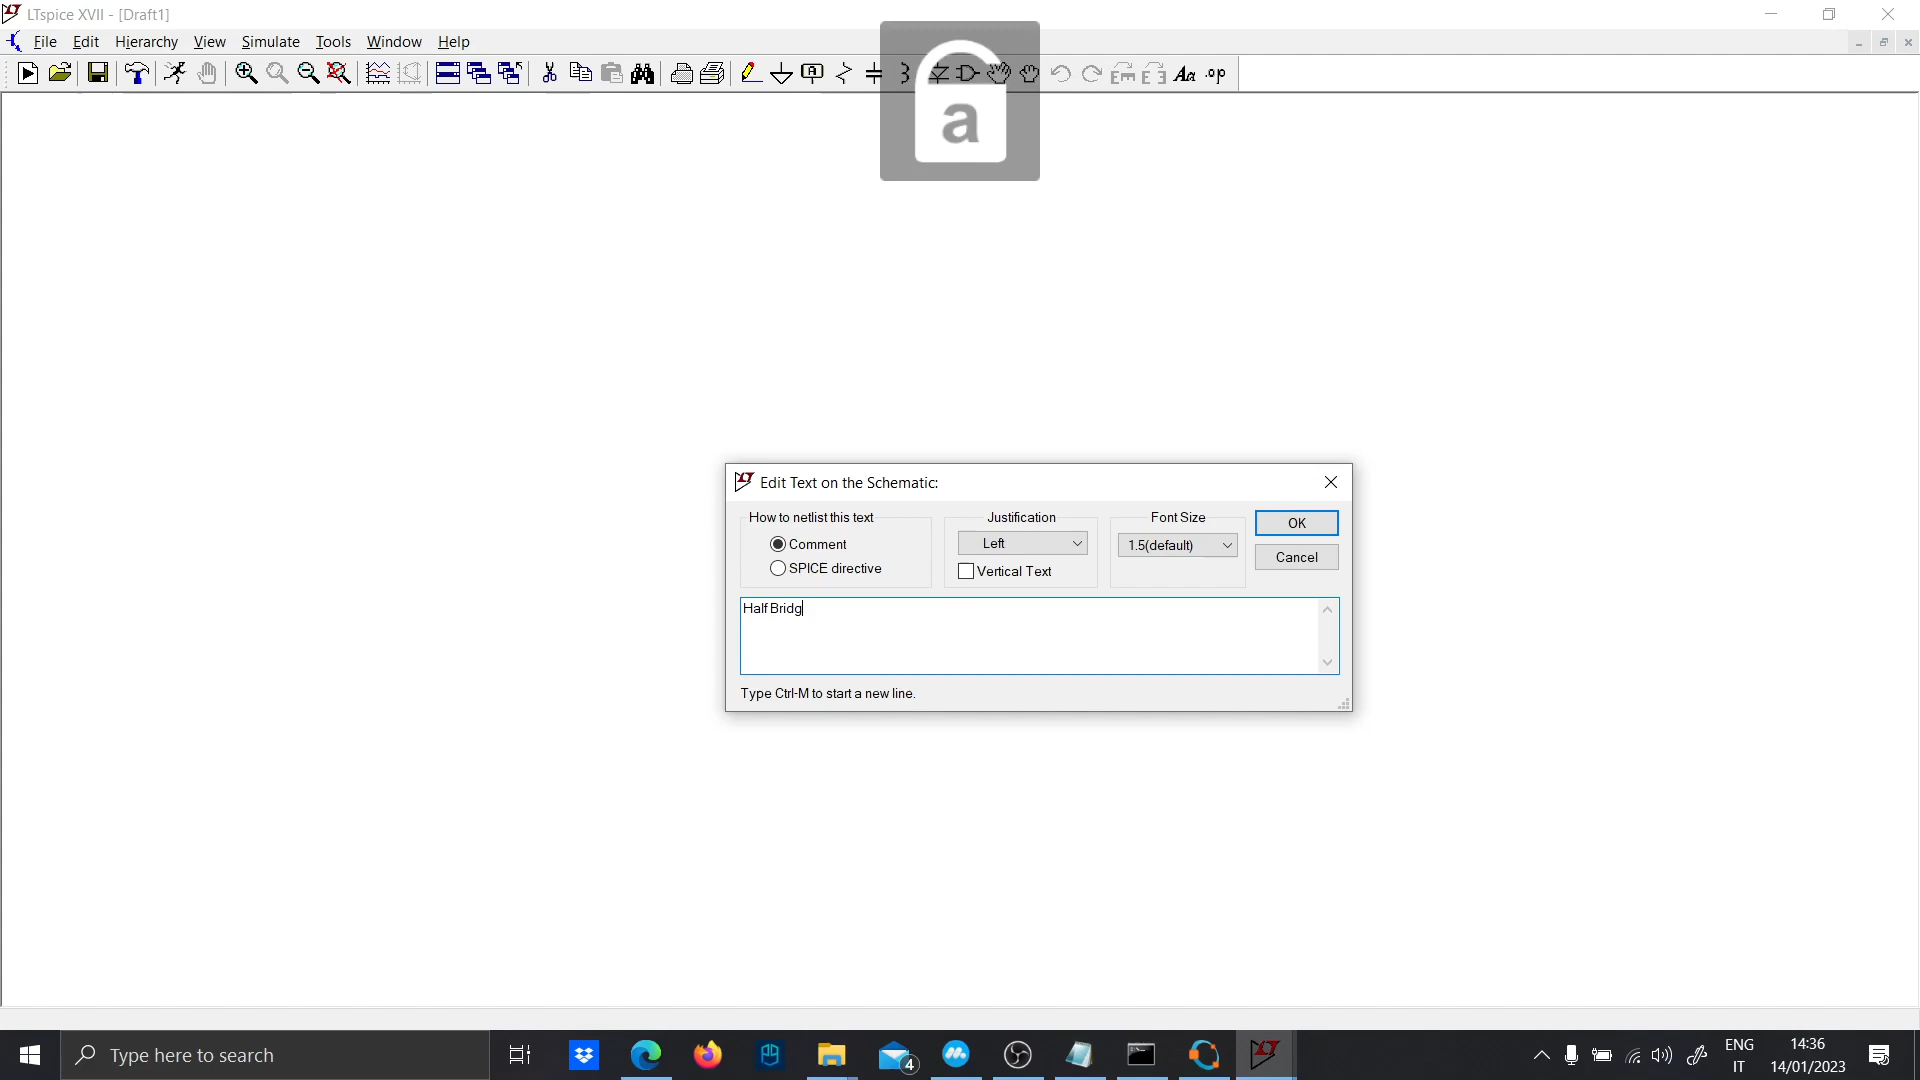 LTspice XVII - [Draft1]
File Edit Hierarchy View Simulate Tools Window Help
Aa .op
a
Edit Text on the Schematic:
How to netlist this text
Comment
SPICE directive
Justification
Left
Vertical Text
Font Size
1.5(default)
OK
Cancel
Half Bridg
Type Ctrl-M to start a new line.
Type here to search
4
ENG
IT
14:36
14/01/2023